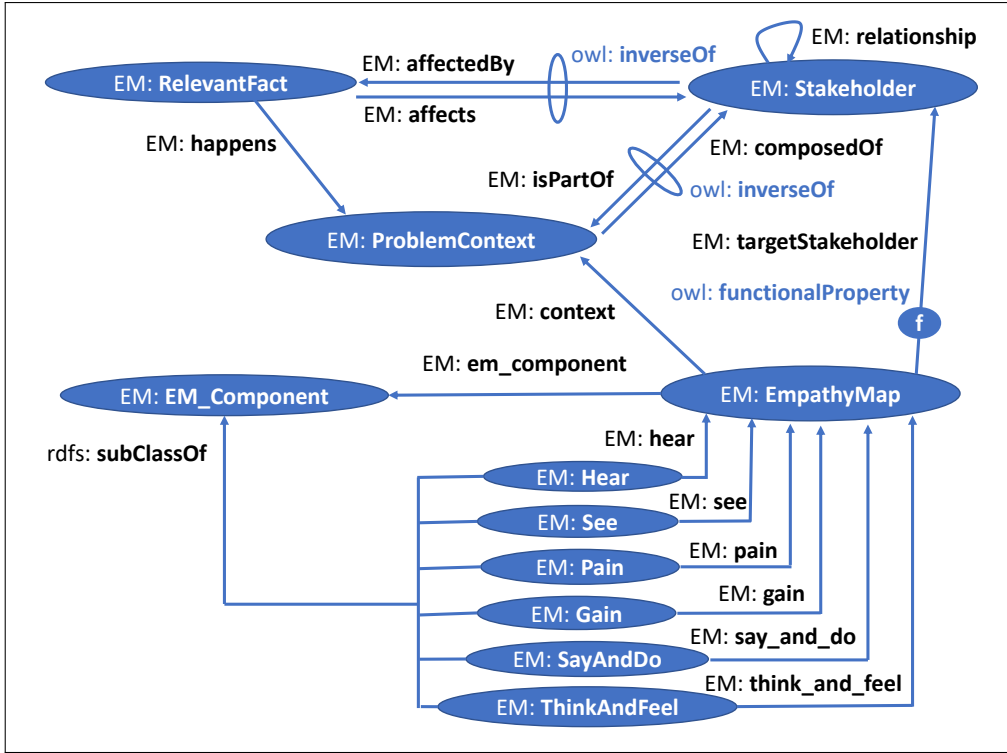 EM: relationship
owl: inverseOf
EM: affectedBy
EM: RelevantFact
EM: Stakeholder
EM: affects
EM: happens
EM: composedOf
EM: isPartOf
owl: inverseOf
EM: ProblemContext
EM: targetStakeholder
owl: functionalProperty
EM: context
f
EM: em_component
EM: EM_Component
EM: EmpathyMap
EM: hear
rdfs: subClassOf
EM: Hear
EM: see
EM: See
EM: pain
EM: Pain
EM: gain
EM: Gain
EM: say_and_do
EM: SayAndDo
EM: think_and_feel
EM: ThinkAndFeel